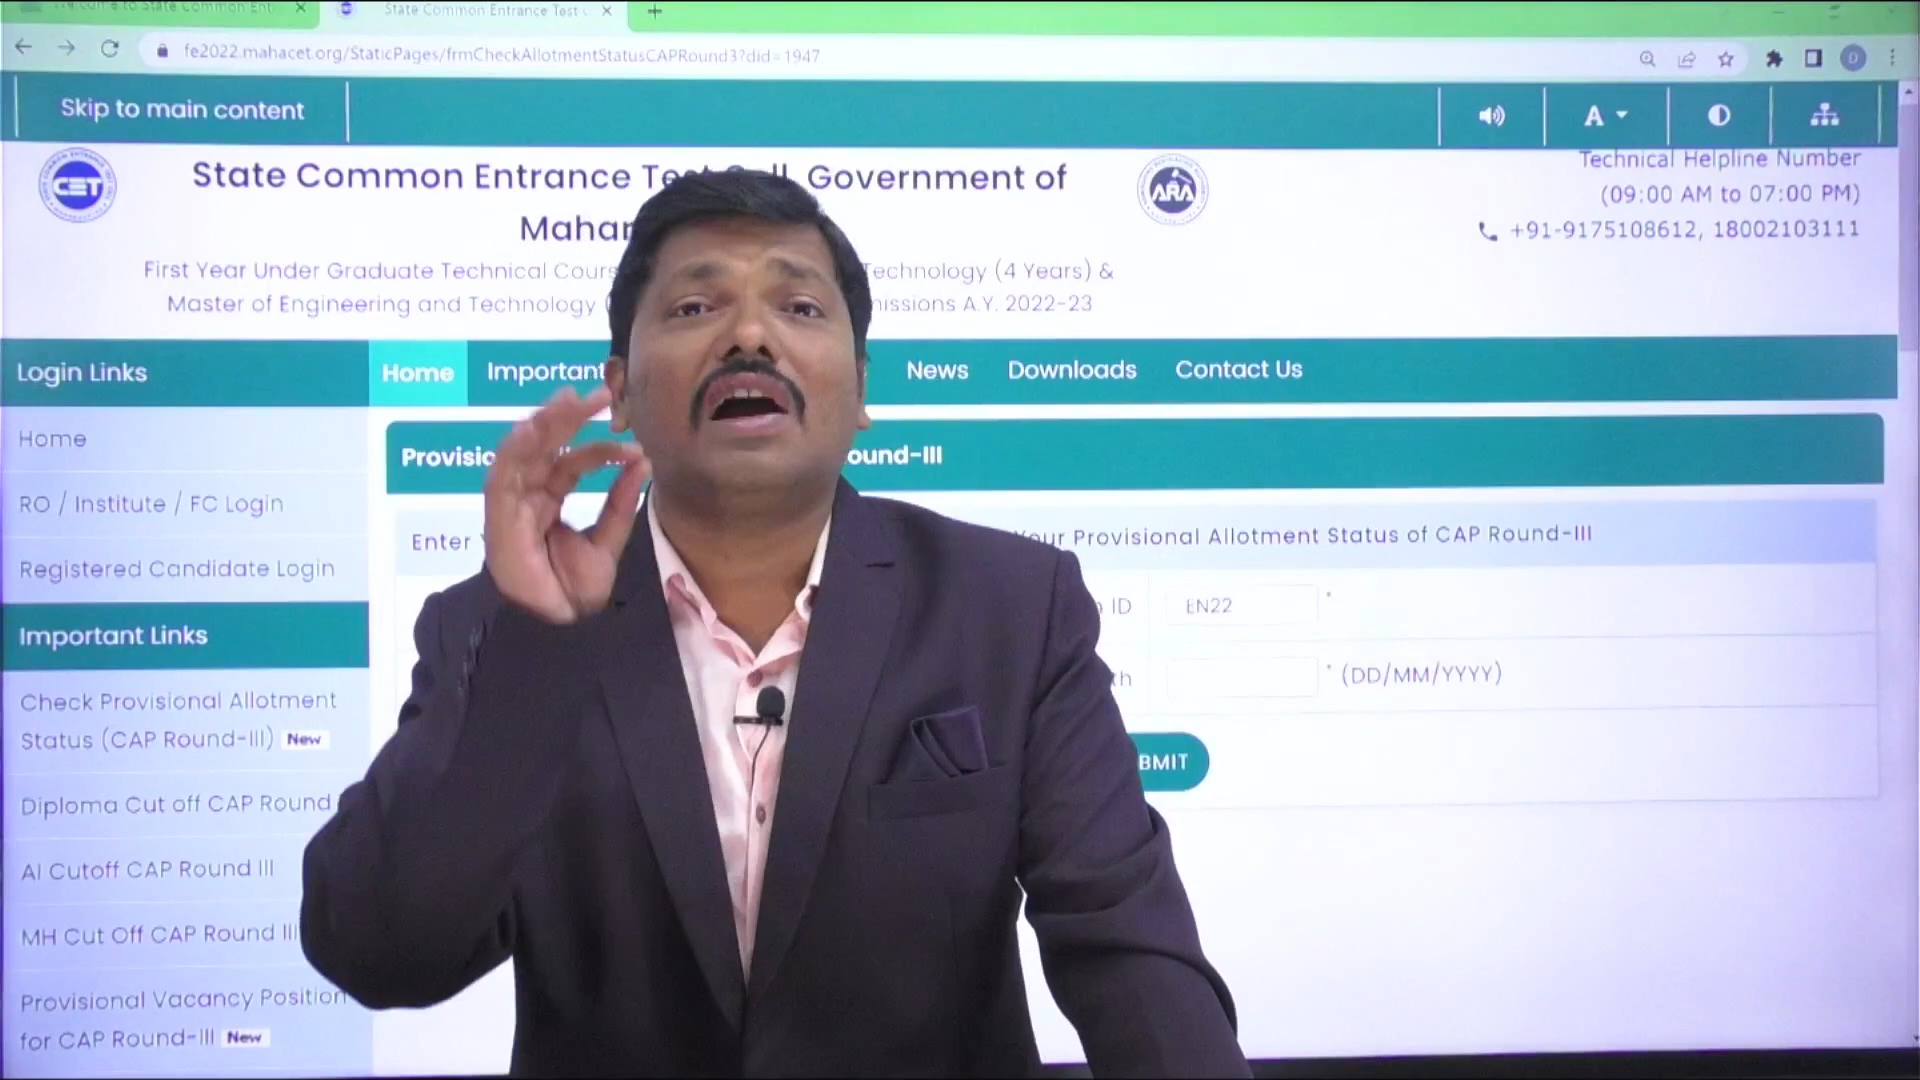 State Common Entrance Test
fe2022.mahacet.org/StaticPages/frmCheckAllotmentStatusCAPRound3?did=1947
D
Skip to main content
A
CET
State Common Entrance Government of
Mahar
ARA
Technical Helpline Number
(09:00 AM to 07:00 PM)
+91-9175108612, 18002103111
First Year Under Graduate Technical Cours Technology (4 Years) &
Master of Engineering and Technology missions A.Y. 2022-23
Login Links
Home Important News Downloads Contact Us
Home
RO / Institute / FC Login
Registered Candidate Login
Important Links
Check Provisional Allotment
Status (CAP Round-III) New
Diploma Cut off CAP Round
AI Cutoff CAP Round III
MH Cut Off CAP Round III
Provisional Vacancy Position
for CAP Round-III New
Provisio ound-III
Enter Your Provisional Allotment Status of CAP Round-III
ID EN22 *
th * (DD/MM/YYYY)
BMIT